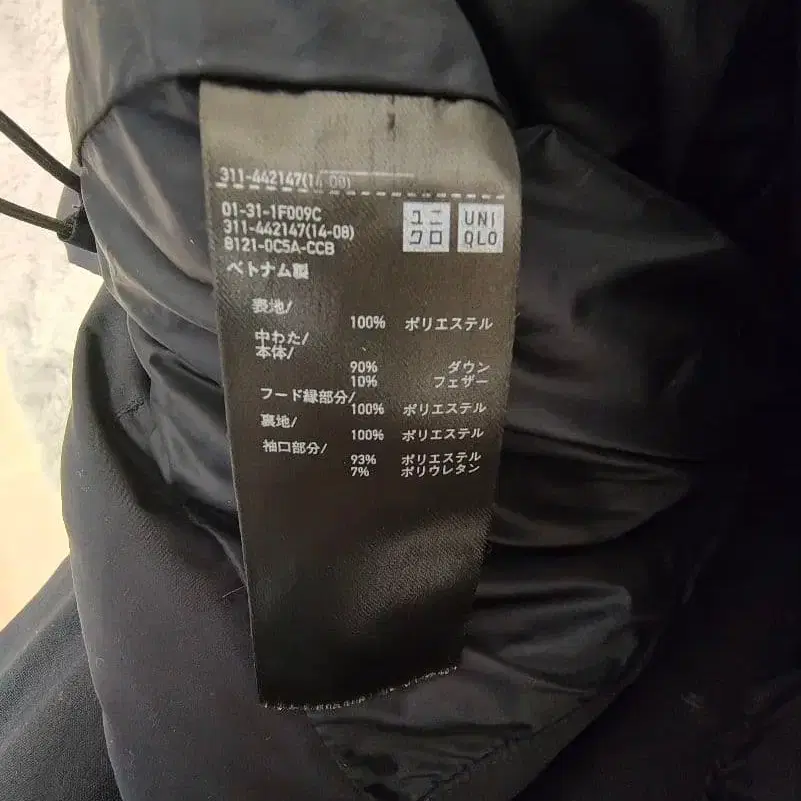 311-442147(14-08)
01-31-1F009C
311-442147(14-08)
8121-0C5A-CCB
ユニ
クロ
UNI
QLO
ベトナム製
表地/
100% ポリエステル
中わた/
本体/
90% ダウン
10% フェザー
フード縁部分/
100% ポリエステル
裏地/
100% ポリエステル
袖口部分/
93% ポリエステル
7% ポリウレタン